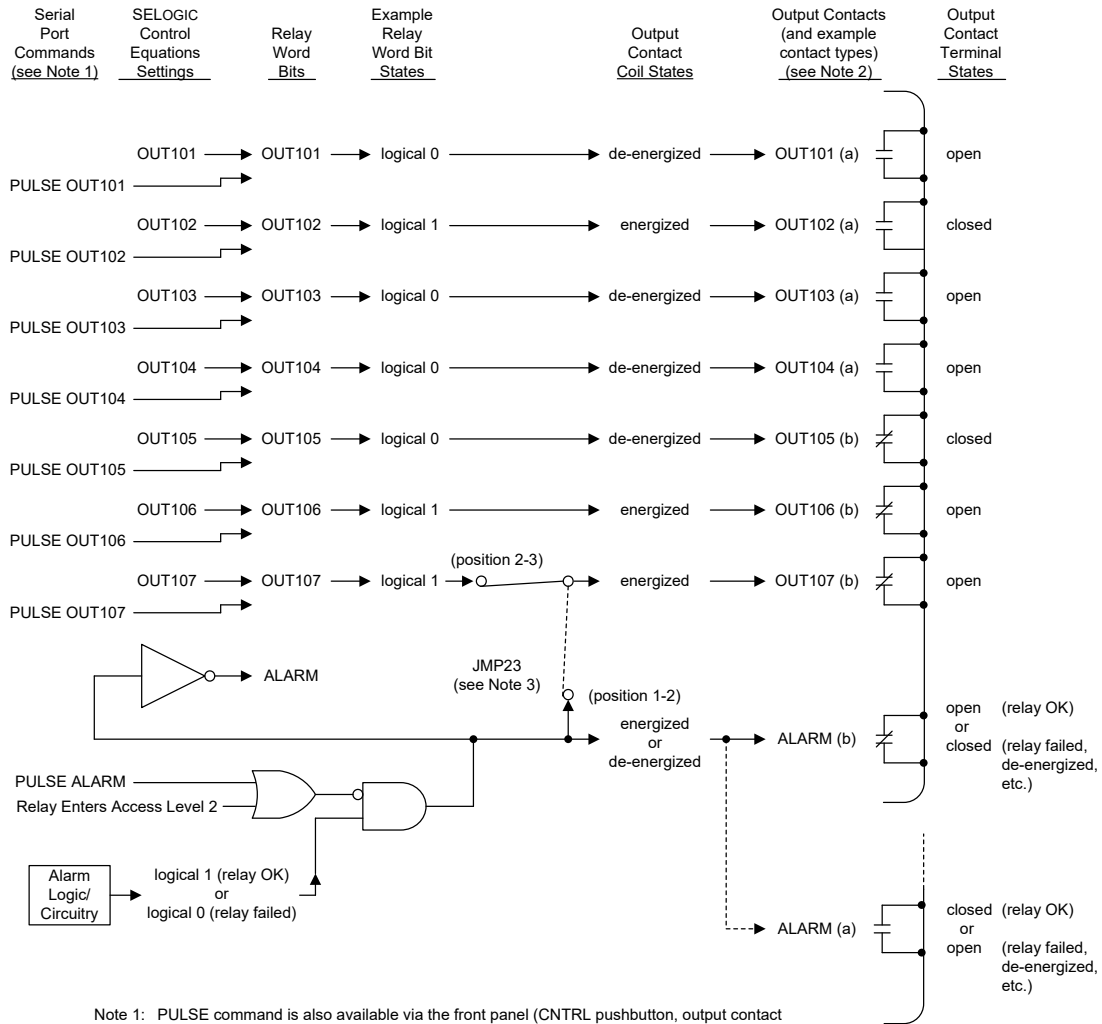 Serial
Port
Commands
(see Note 1)
SELOGIC
Control
Equations
Settings
Relay
Word
Bits
Example
Relay
Word Bit
States
Output
Contact
Coil States
Output Contacts
(and example
contact types)
(see Note 2)
Output
Contact
Terminal
States
OUT101 OUT101 logical 0 de-energized OUT101 (a) open
PULSE OUT101
OUT102 OUT102 logical 1 energized OUT102 (a) closed
PULSE OUT102
OUT103 OUT103 logical 0 de-energized OUT103 (a) open
PULSE OUT103
OUT104 OUT104 logical 0 de-energized OUT104 (a) open
PULSE OUT104
OUT105 OUT105 logical 0 de-energized OUT105 (b) closed
PULSE OUT105
OUT106 OUT106 logical 1 energized OUT106 (b) open
PULSE OUT106
(position 2-3)
OUT107 OUT107 logical 1 energized OUT107 (b) open
PULSE OUT107
ALARM
JMP23
(see Note 3)
(position 1-2)
energized
or
de-energized
ALARM (b)
open (relay OK)
or
closed (relay failed,
de-energized,
etc.)
PULSE ALARM
Relay Enters Access Level 2
Alarm
Logic/
Circuitry
logical 1 (relay OK)
or
logical 0 (relay failed)
ALARM (a)
closed (relay OK)
or
open (relay failed,
de-energized,
etc.)
Note 1: PULSE command is also available via the front panel (CNTRL pushbutton, output contact